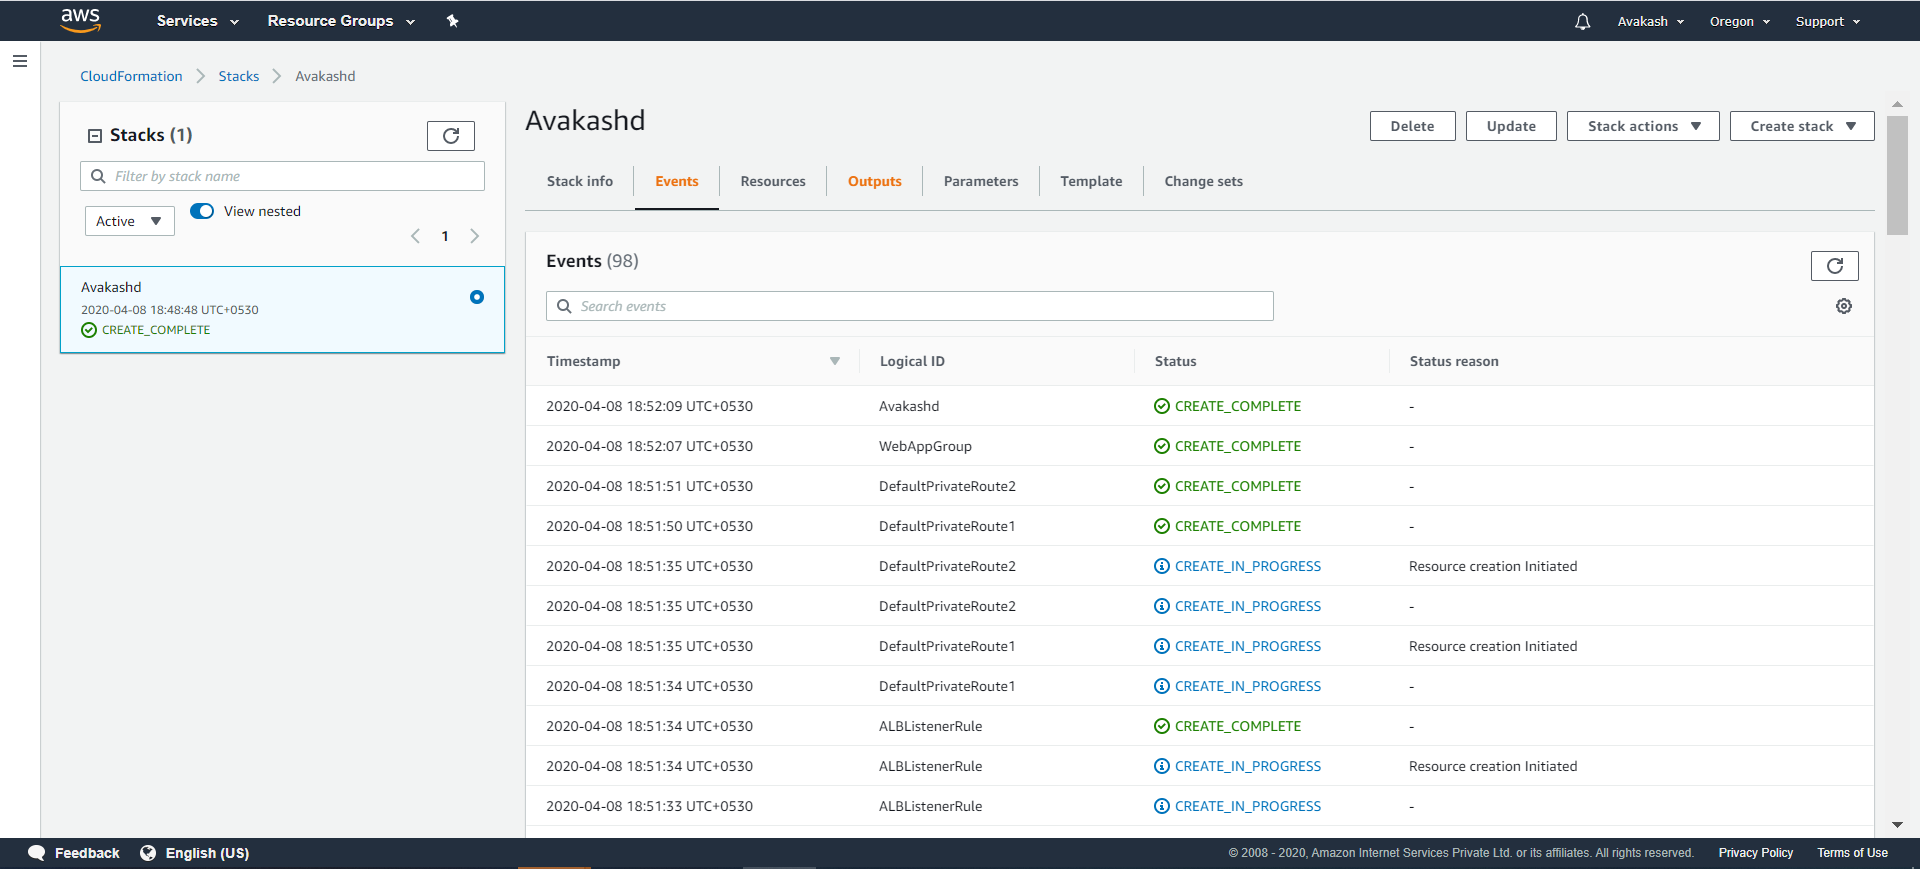 aws Services Resource Groups Avakash Oregon Support
CloudFormation Stacks Avakashd
Stacks (1)
Filter by stack name
Active View nested
1
Avakashd
2020-04-08 18:48:48 UTC+0530
CREATE_COMPLETE
Avakashd
Delete Update Stack actions Create stack
Stack info Events Resources Outputs Parameters Template Change sets
Events (98)
Search events
Timestamp Logical ID Status Status reason
2020-04-08 18:52:09 UTC+0530 Avakashd CREATE_COMPLETE -
2020-04-08 18:52:07 UTC+0530 WebAppGroup CREATE_COMPLETE -
2020-04-08 18:51:51 UTC+0530 DefaultPrivateRoute2 CREATE_COMPLETE -
2020-04-08 18:51:50 UTC+0530 DefaultPrivateRoute1 CREATE_COMPLETE -
2020-04-08 18:51:35 UTC+0530 DefaultPrivateRoute2 CREATE_IN_PROGRESS Resource creation Initiated
2020-04-08 18:51:35 UTC+0530 DefaultPrivateRoute2 CREATE_IN_PROGRESS -
2020-04-08 18:51:35 UTC+0530 DefaultPrivateRoute1 CREATE_IN_PROGRESS Resource creation Initiated
2020-04-08 18:51:34 UTC+0530 DefaultPrivateRoute1 CREATE_IN_PROGRESS -
2020-04-08 18:51:34 UTC+0530 ALBListenerRule CREATE_COMPLETE -
2020-04-08 18:51:34 UTC+0530 ALBListenerRule CREATE_IN_PROGRESS Resource creation Initiated
2020-04-08 18:51:33 UTC+0530 ALBListenerRule CREATE_IN_PROGRESS -
Feedback English (US) © 2008 - 2020, Amazon Internet Services Private Ltd. or its affiliates. All rights reserved. Privacy Policy Terms of Use